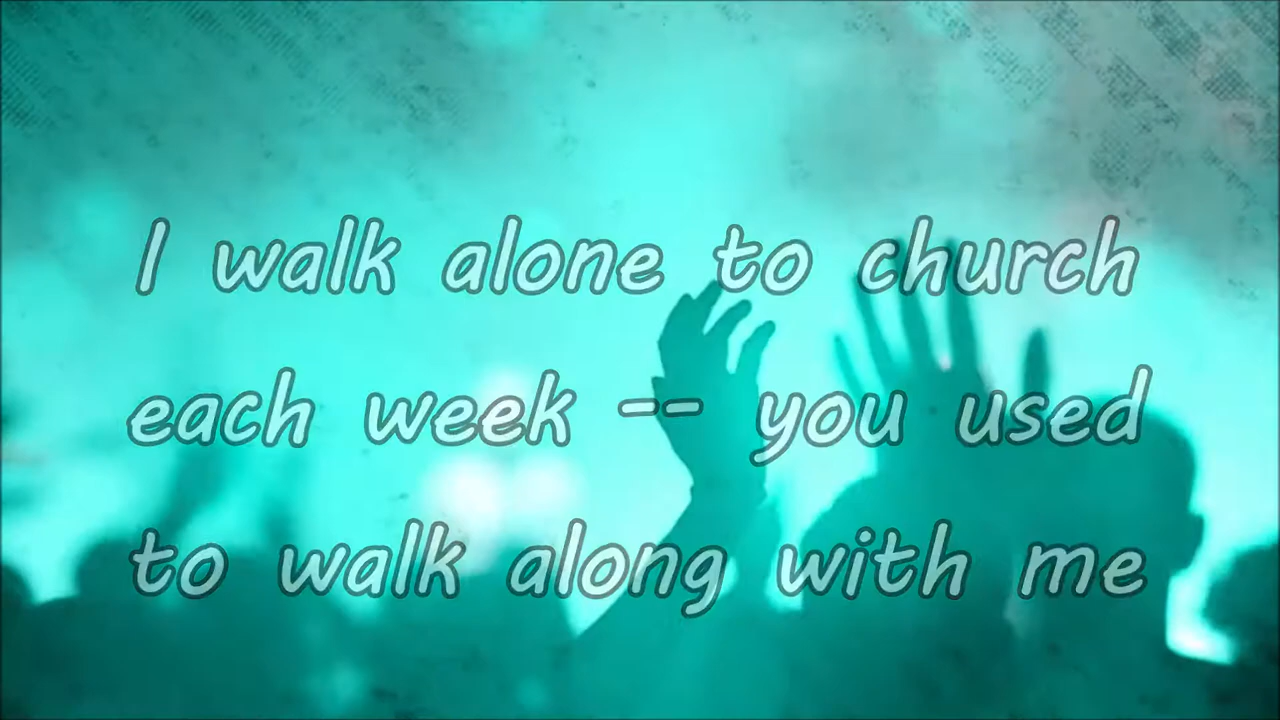 I walk alone to church
each week -- you used
to walk along with me